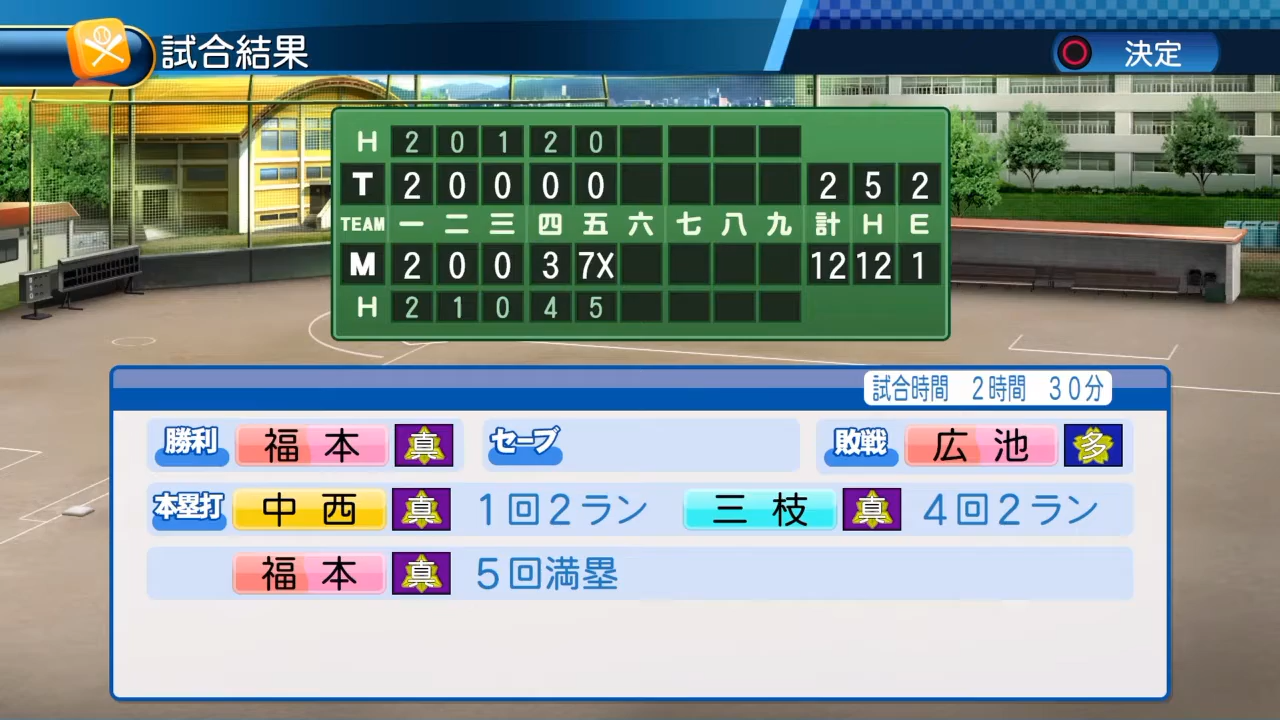 試合結果
決定
H 2 0 1 2 0
T 2 0 0 0 0 2 5 2
TEAM 一 二 三 四 五 六 七 八 九 計 H E
M 2 0 0 3 7X 12 12 1
H 2 1 0 4 5
試合時間 2時間 30分
勝利 福本 真 セーブ 敗戦 広池 多
本塁打 中西 真 1回2ラン 三枝 真 4回2ラン
福本 真 5回満塁